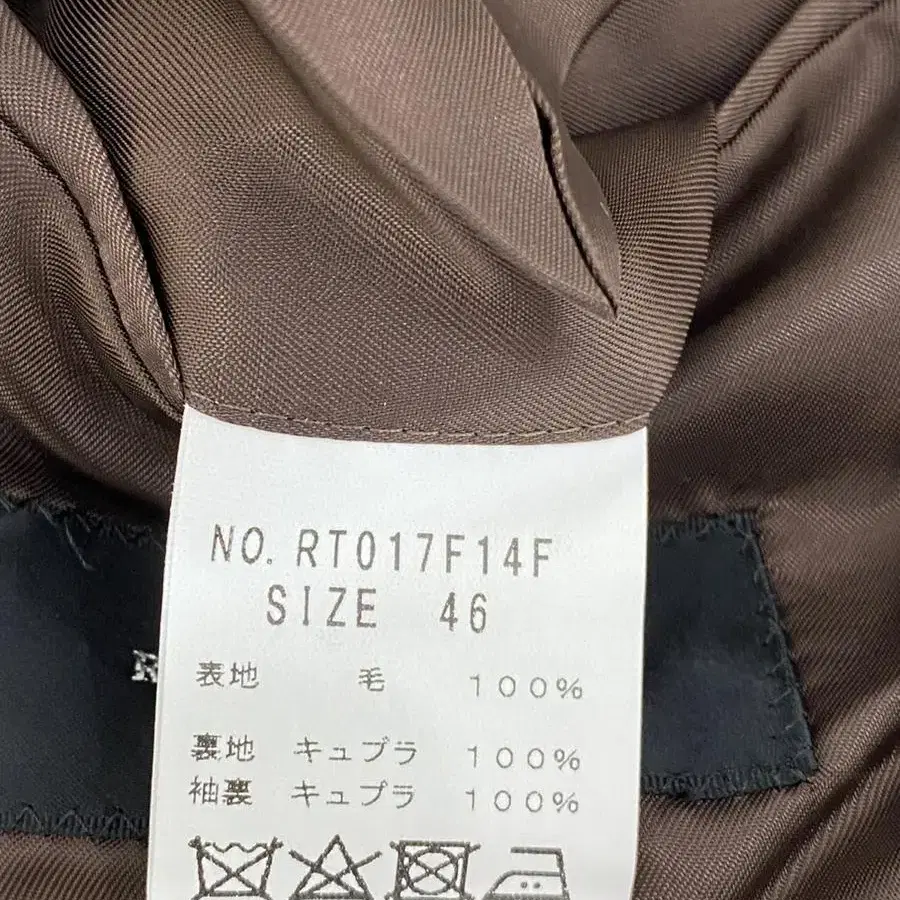 NO. RT017F14F
SIZE 46
表地 毛 100%
裏地 キュプラ 100%
袖裏 キュプラ 100%